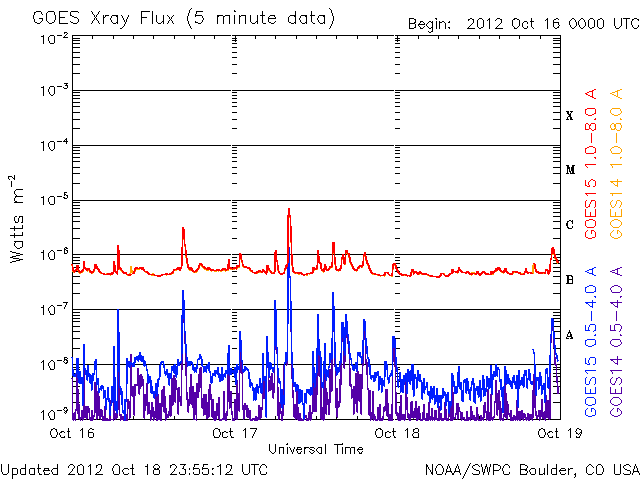 GOES Xray Flux (5 minute data)
Begin: 2012 Oct 16 0000 UTC
10⁻²
10⁻³
10⁻⁴
10⁻⁵
10⁻⁶
10⁻⁷
10⁻⁸
10⁻⁹
Watts m⁻²
X
M
C
B
A
GOES15 1.0-8.0 A
GOES14 1.0-8.0 A
GOES15 0.5-4.0 A
GOES14 0.5-4.0 A
Oct 16
Oct 17
Oct 18
Oct 19
Universal Time
Updated 2012 Oct 18 23:55:12 UTC
NOAA/SWPC Boulder, CO USA